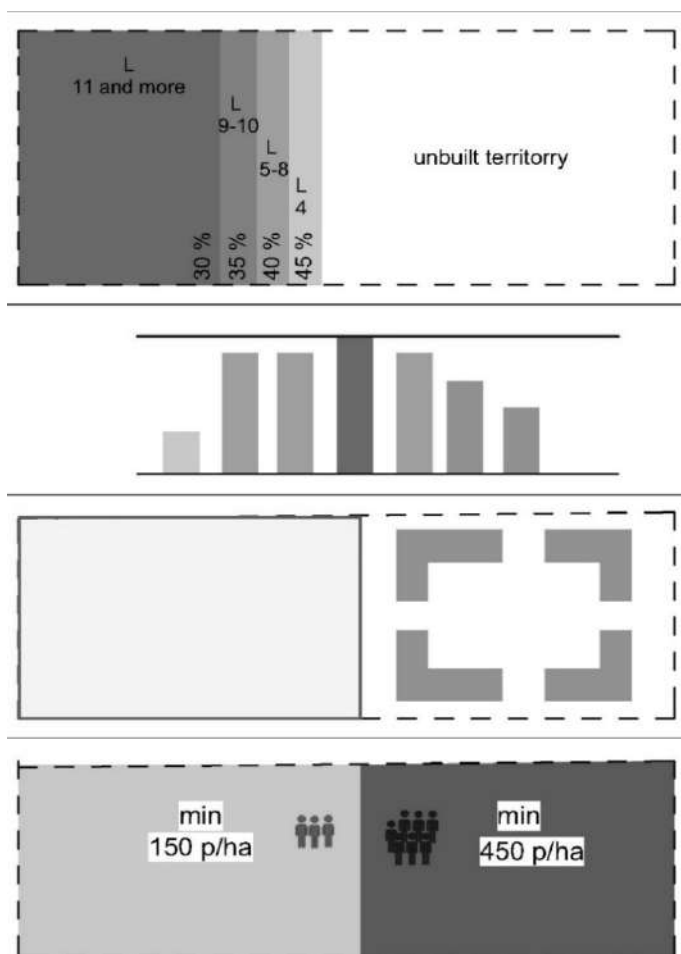 L
11 and more
L
9-10
L
5-8
L
4
30 %
35 %
40 %
45 %
unbuilt territorry
min
150 p/ha
min
450 p/ha